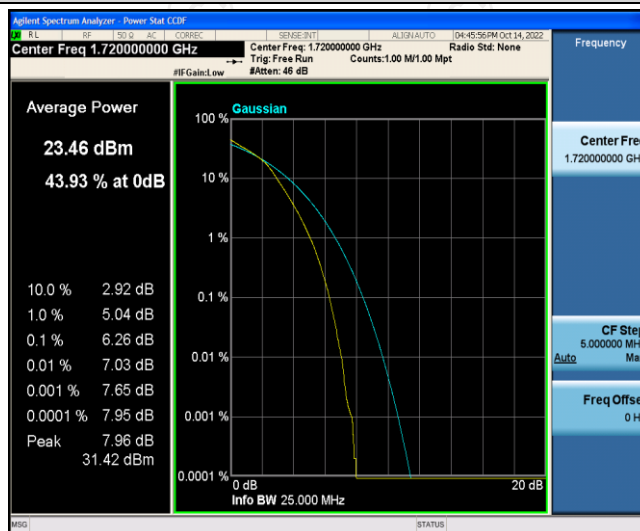 Agilent Spectrum Analyzer - Power Stat CCDF
RL RF 50 Ω AC CORREC SENSE:INT ALIGNAUTO 04:45:56PM Oct 14, 2022
Center Freq 1.720000000 GHz
Center Freq: 1.720000000 GHz Radio Std: None
Trig: Free Run Counts:1.00 M/1.00 Mpt
#IFGain:Low #Atten: 46 dB
Frequency
Average Power
23.46 dBm
43.93 % at 0dB
10.0 % 2.92 dB
1.0 % 5.04 dB
0.1 % 6.26 dB
0.01 % 7.03 dB
0.001 % 7.65 dB
0.0001 % 7.95 dB
Peak 7.96 dB
31.42 dBm
Gaussian
100 %
10 %
1 %
0.1 %
0.01 %
0.001 %
0.0001 %
0 dB 20 dB
Info BW 25.000 MHz
Center Fre
1.720000000 GH
CF Step
5.000000 MH
Auto Ma
Freq Offse
0 H
MSG STATUS